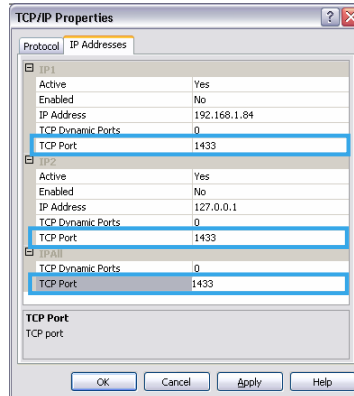 TCP/IP Properties
Protocol IP Addresses
IP1
Active Yes
Enabled No
IP Address 192.168.1.84
TCP Dynamic Ports 0
TCP Port 1433
IP2
Active Yes
Enabled No
IP Address 127.0.0.1
TCP Dynamic Ports 0
TCP Port 1433
IPAll
TCP Dynamic Ports 0
TCP Port 1433
TCP Port
TCP port
OK Cancel Apply Help